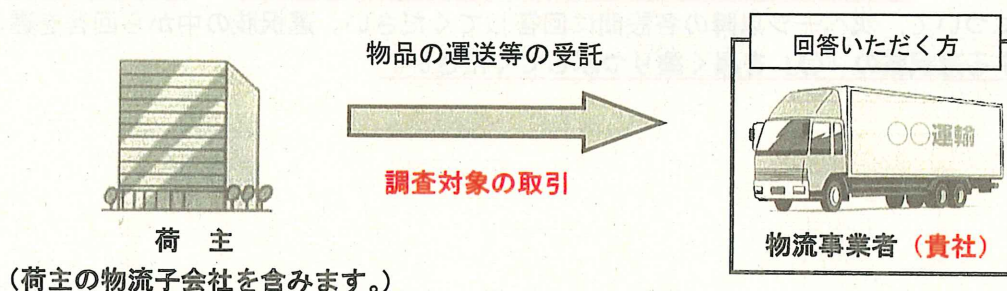 物品の運送等の受託
回答いただく方
○○運輸
調査対象の取引
荷　主
物流事業者（貴社）
（荷主の物流子会社を含みます。）